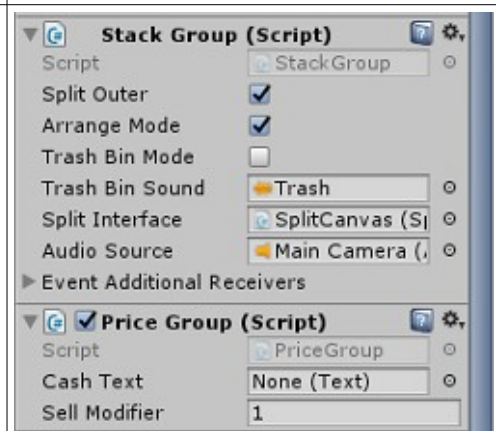 Stack Group (Script)
Script StackGroup
Split Outer
Arrange Mode
Trash Bin Mode
Trash Bin Sound Trash
Split Interface SplitCanvas (Sp
Audio Source Main Camera (
Event Additional Receivers
Price Group (Script)
Script PriceGroup
Cash Text None (Text)
Sell Modifier 1